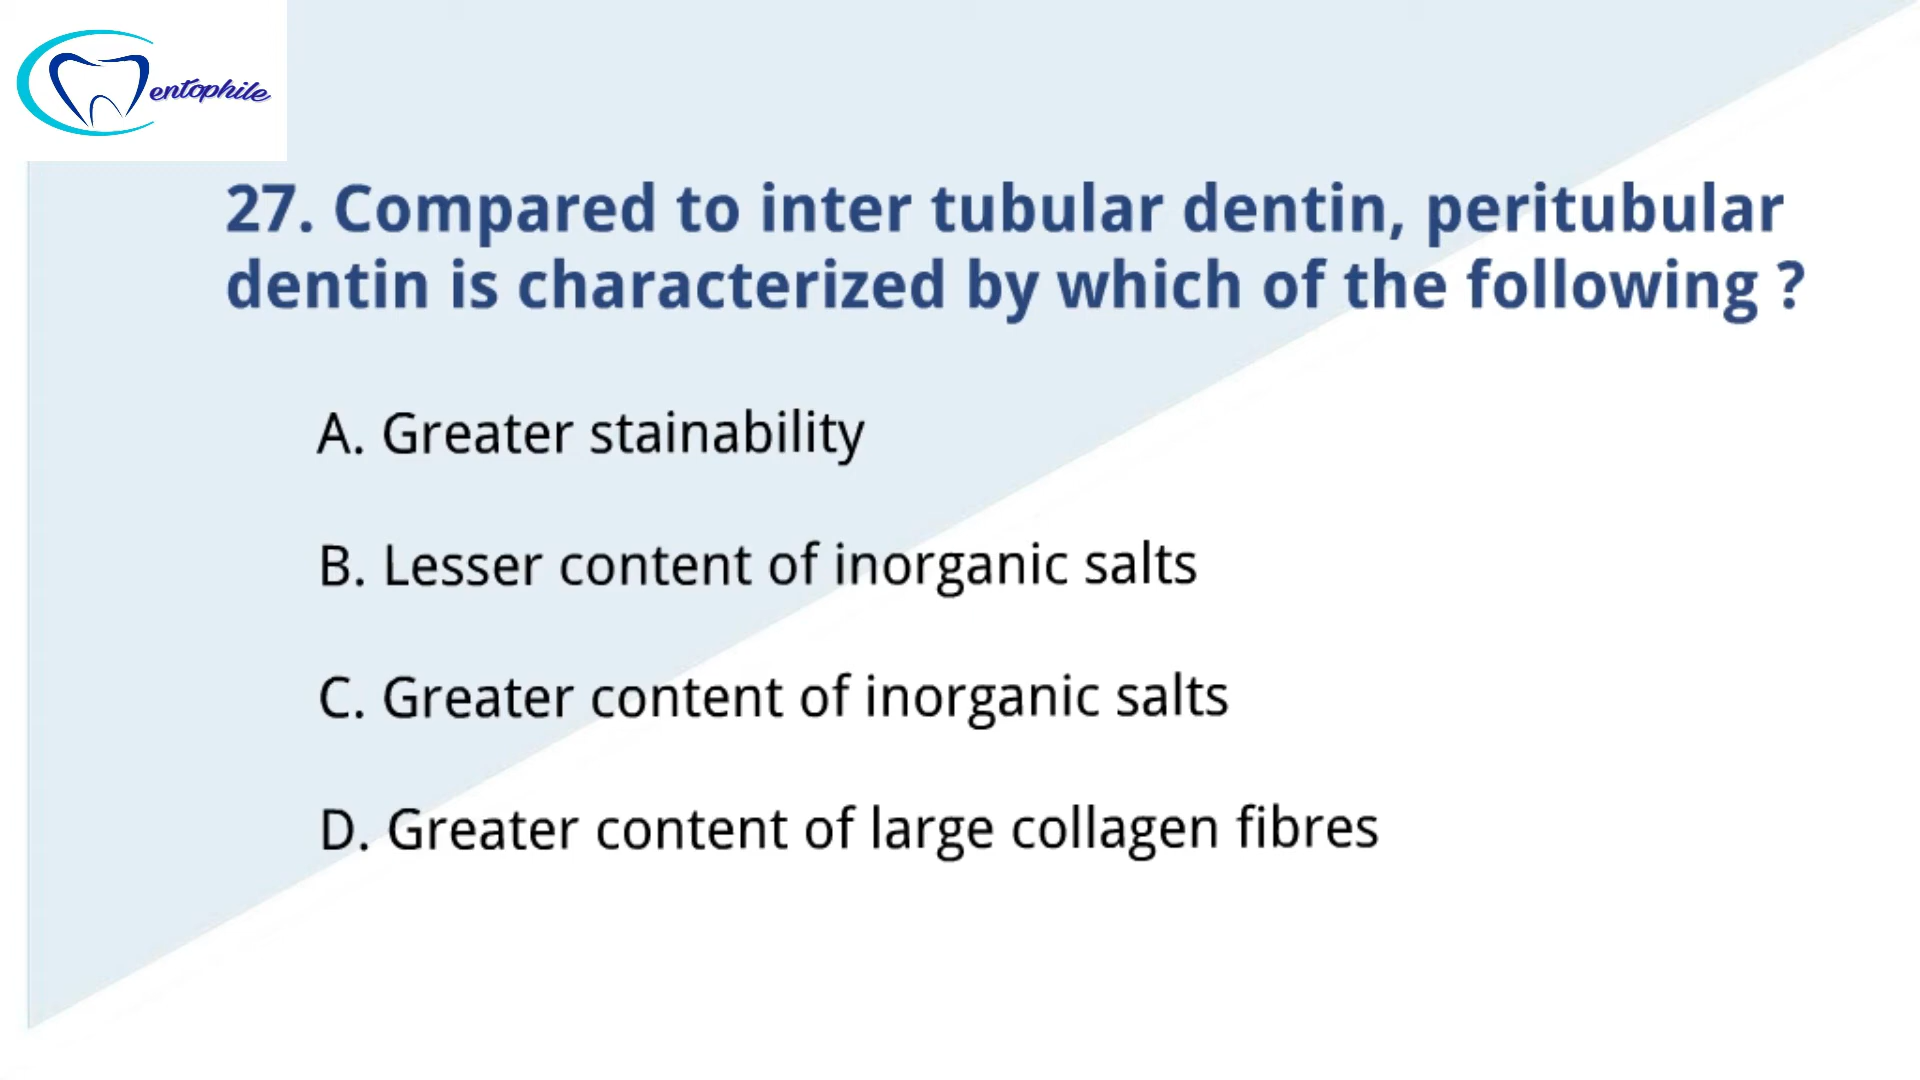 entophile
27. Compared to inter tubular dentin, peritubular
dentin is characterized by which of the following ?
A. Greater stainability
B. Lesser content of inorganic salts
C. Greater content of inorganic salts
D. Greater content of large collagen fibres